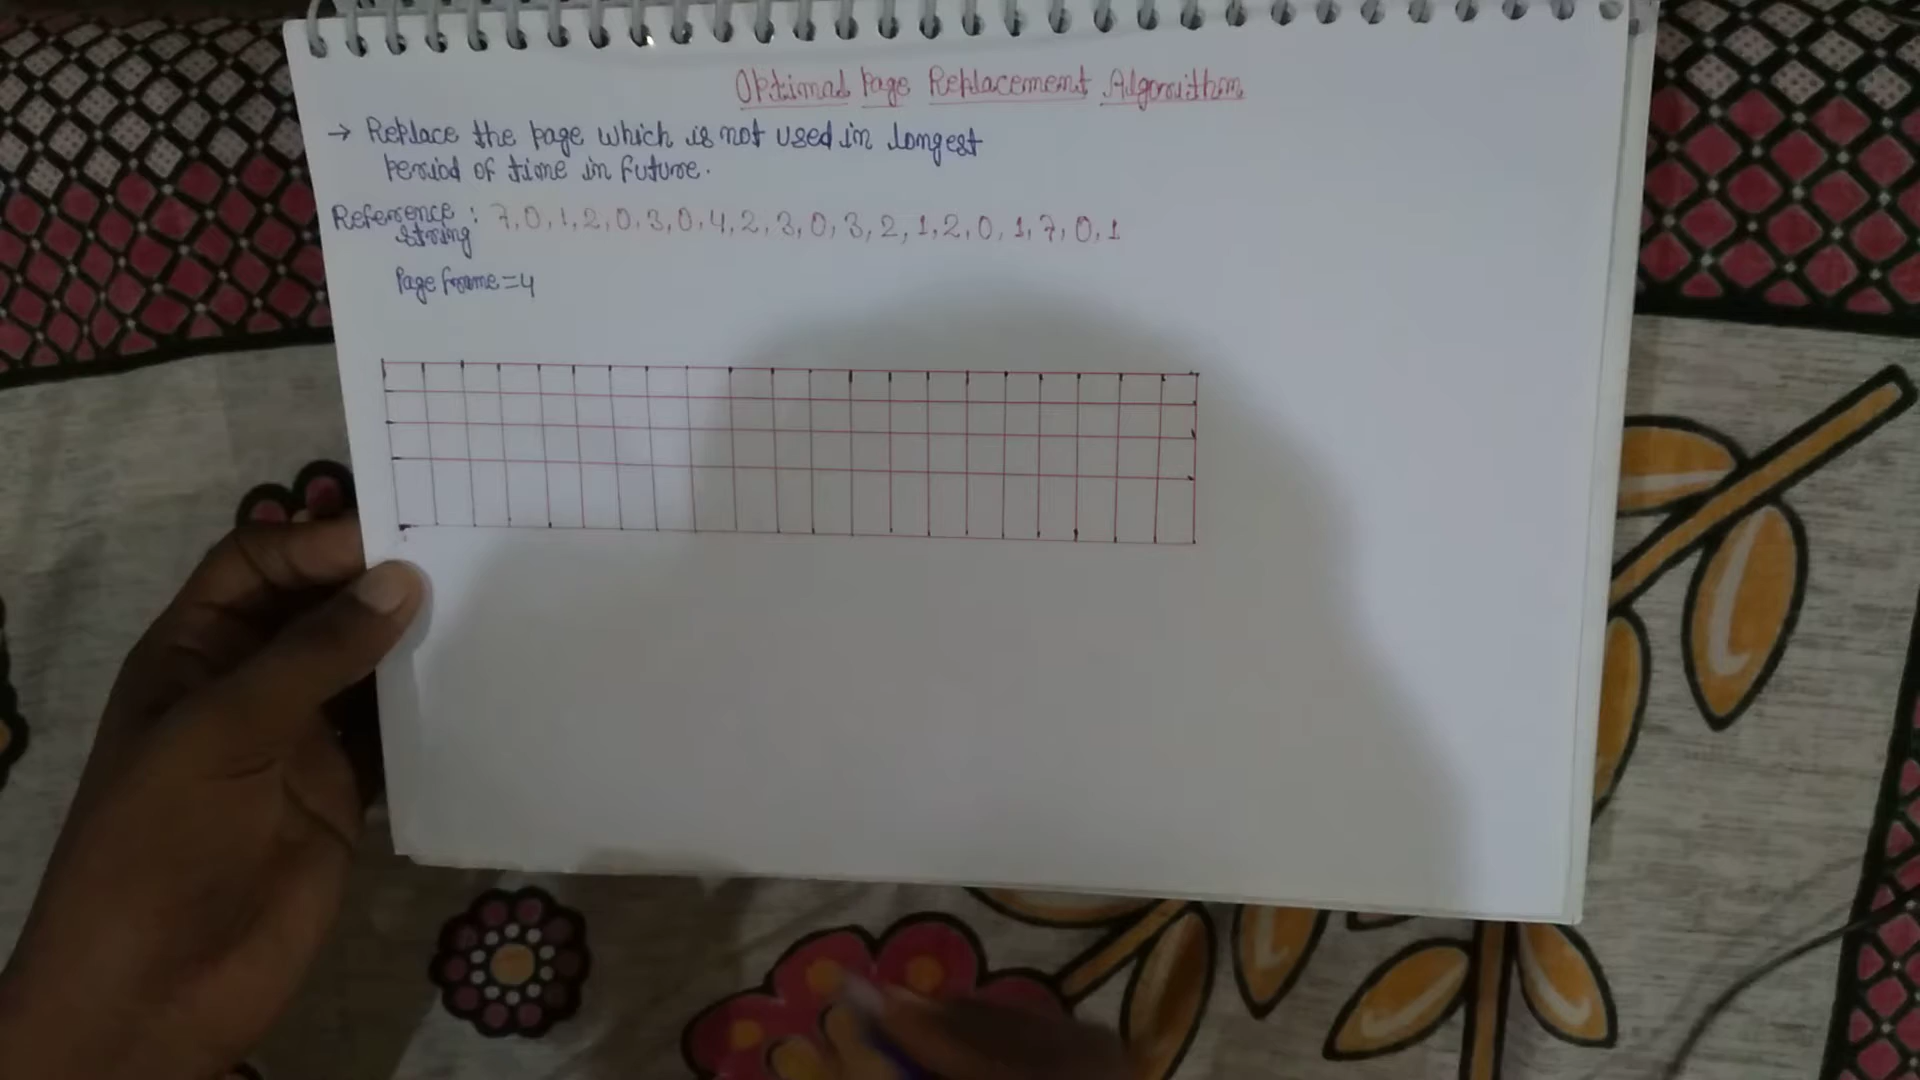 Optimal Page Replacement Algorithm
→ Replace the page which is not used in longest
period of time in future.
Reference string : 7,0,1,2,0,3,0,4,2,3,0,3,2,1,2,0,1,7,0,1
Page frame=4